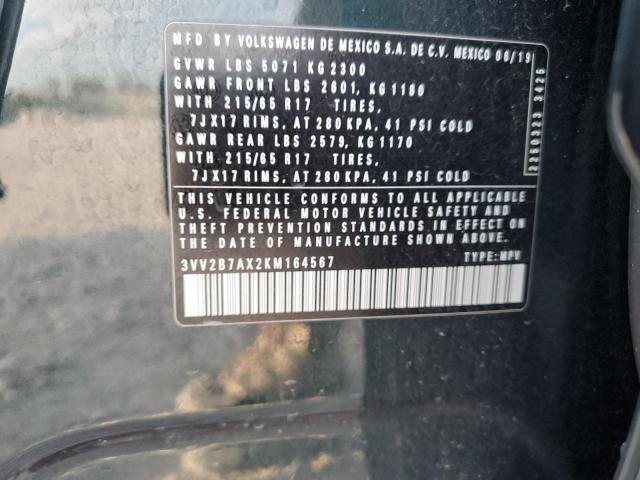 MFD BY VOLKSWAGEN DE MEXICO S.A. DE C.V. MEXICO 06/19
GVWR LBS 5071 KG 2300
GAWR FRONT LBS 2601, KG 1180
WITH 215/65 R17 TIRES,
7JX17 RIMS, AT 280 KPA, 41 PSI COLD
GAWR REAR LBS 2579, KG 1170
WITH 215/65 R17 TIRES,
7JX17 RIMS, AT 280 KPA, 41 PSI COLD
THIS VEHICLE CONFORMS TO ALL APPLICABLE
U.S. FEDERAL MOTOR VEHICLE SAFETY AND
THEFT PREVENTION STANDARDS IN EFFECT ON
THE DATE OF MANUFACTURE SHOWN ABOVE.
3VV2B7AX2KM164567 TYPE: MPV
2250323 3425